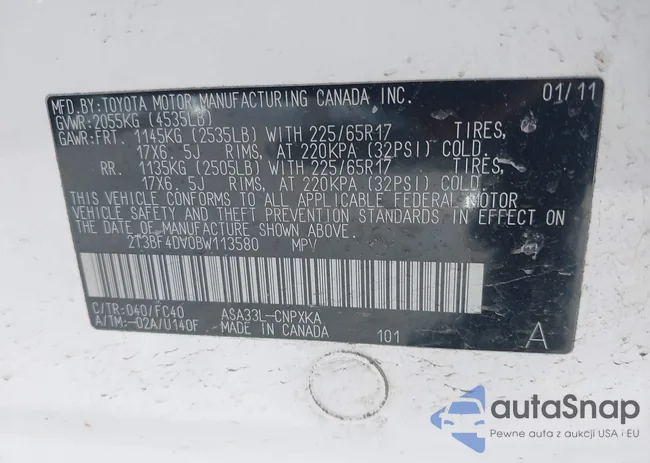 MFD.BY:TOYOTA MOTOR MANUFACTURING CANADA INC. 01/11
GVWR:2055KG (4535LB)
GAWR:FRT. 1145KG (2535LB) WITH 225/65R17 TIRES,
17X6.5J RIMS, AT 220KPA (32PSI) COLD.
RR. 1135KG (2505LB) WITH 225/65R17 TIRES,
17X6.5J RIMS, AT 220KPA (32PSI) COLD.
THIS VEHICLE CONFORMS TO ALL APPLICABLE FEDERAL MOTOR
VEHICLE SAFETY AND THEFT PREVENTION STANDARDS IN EFFECT ON
THE DATE OF MANUFACTURE SHOWN ABOVE.
2T3BF4DV0BW113580 MPV
C/TR:040/FC40 ASA33L-CNPXKA
A/TM:-02A/U140F MADE IN CANADA 101 A
autaSnap
Pewne auta z aukcji USA i EU